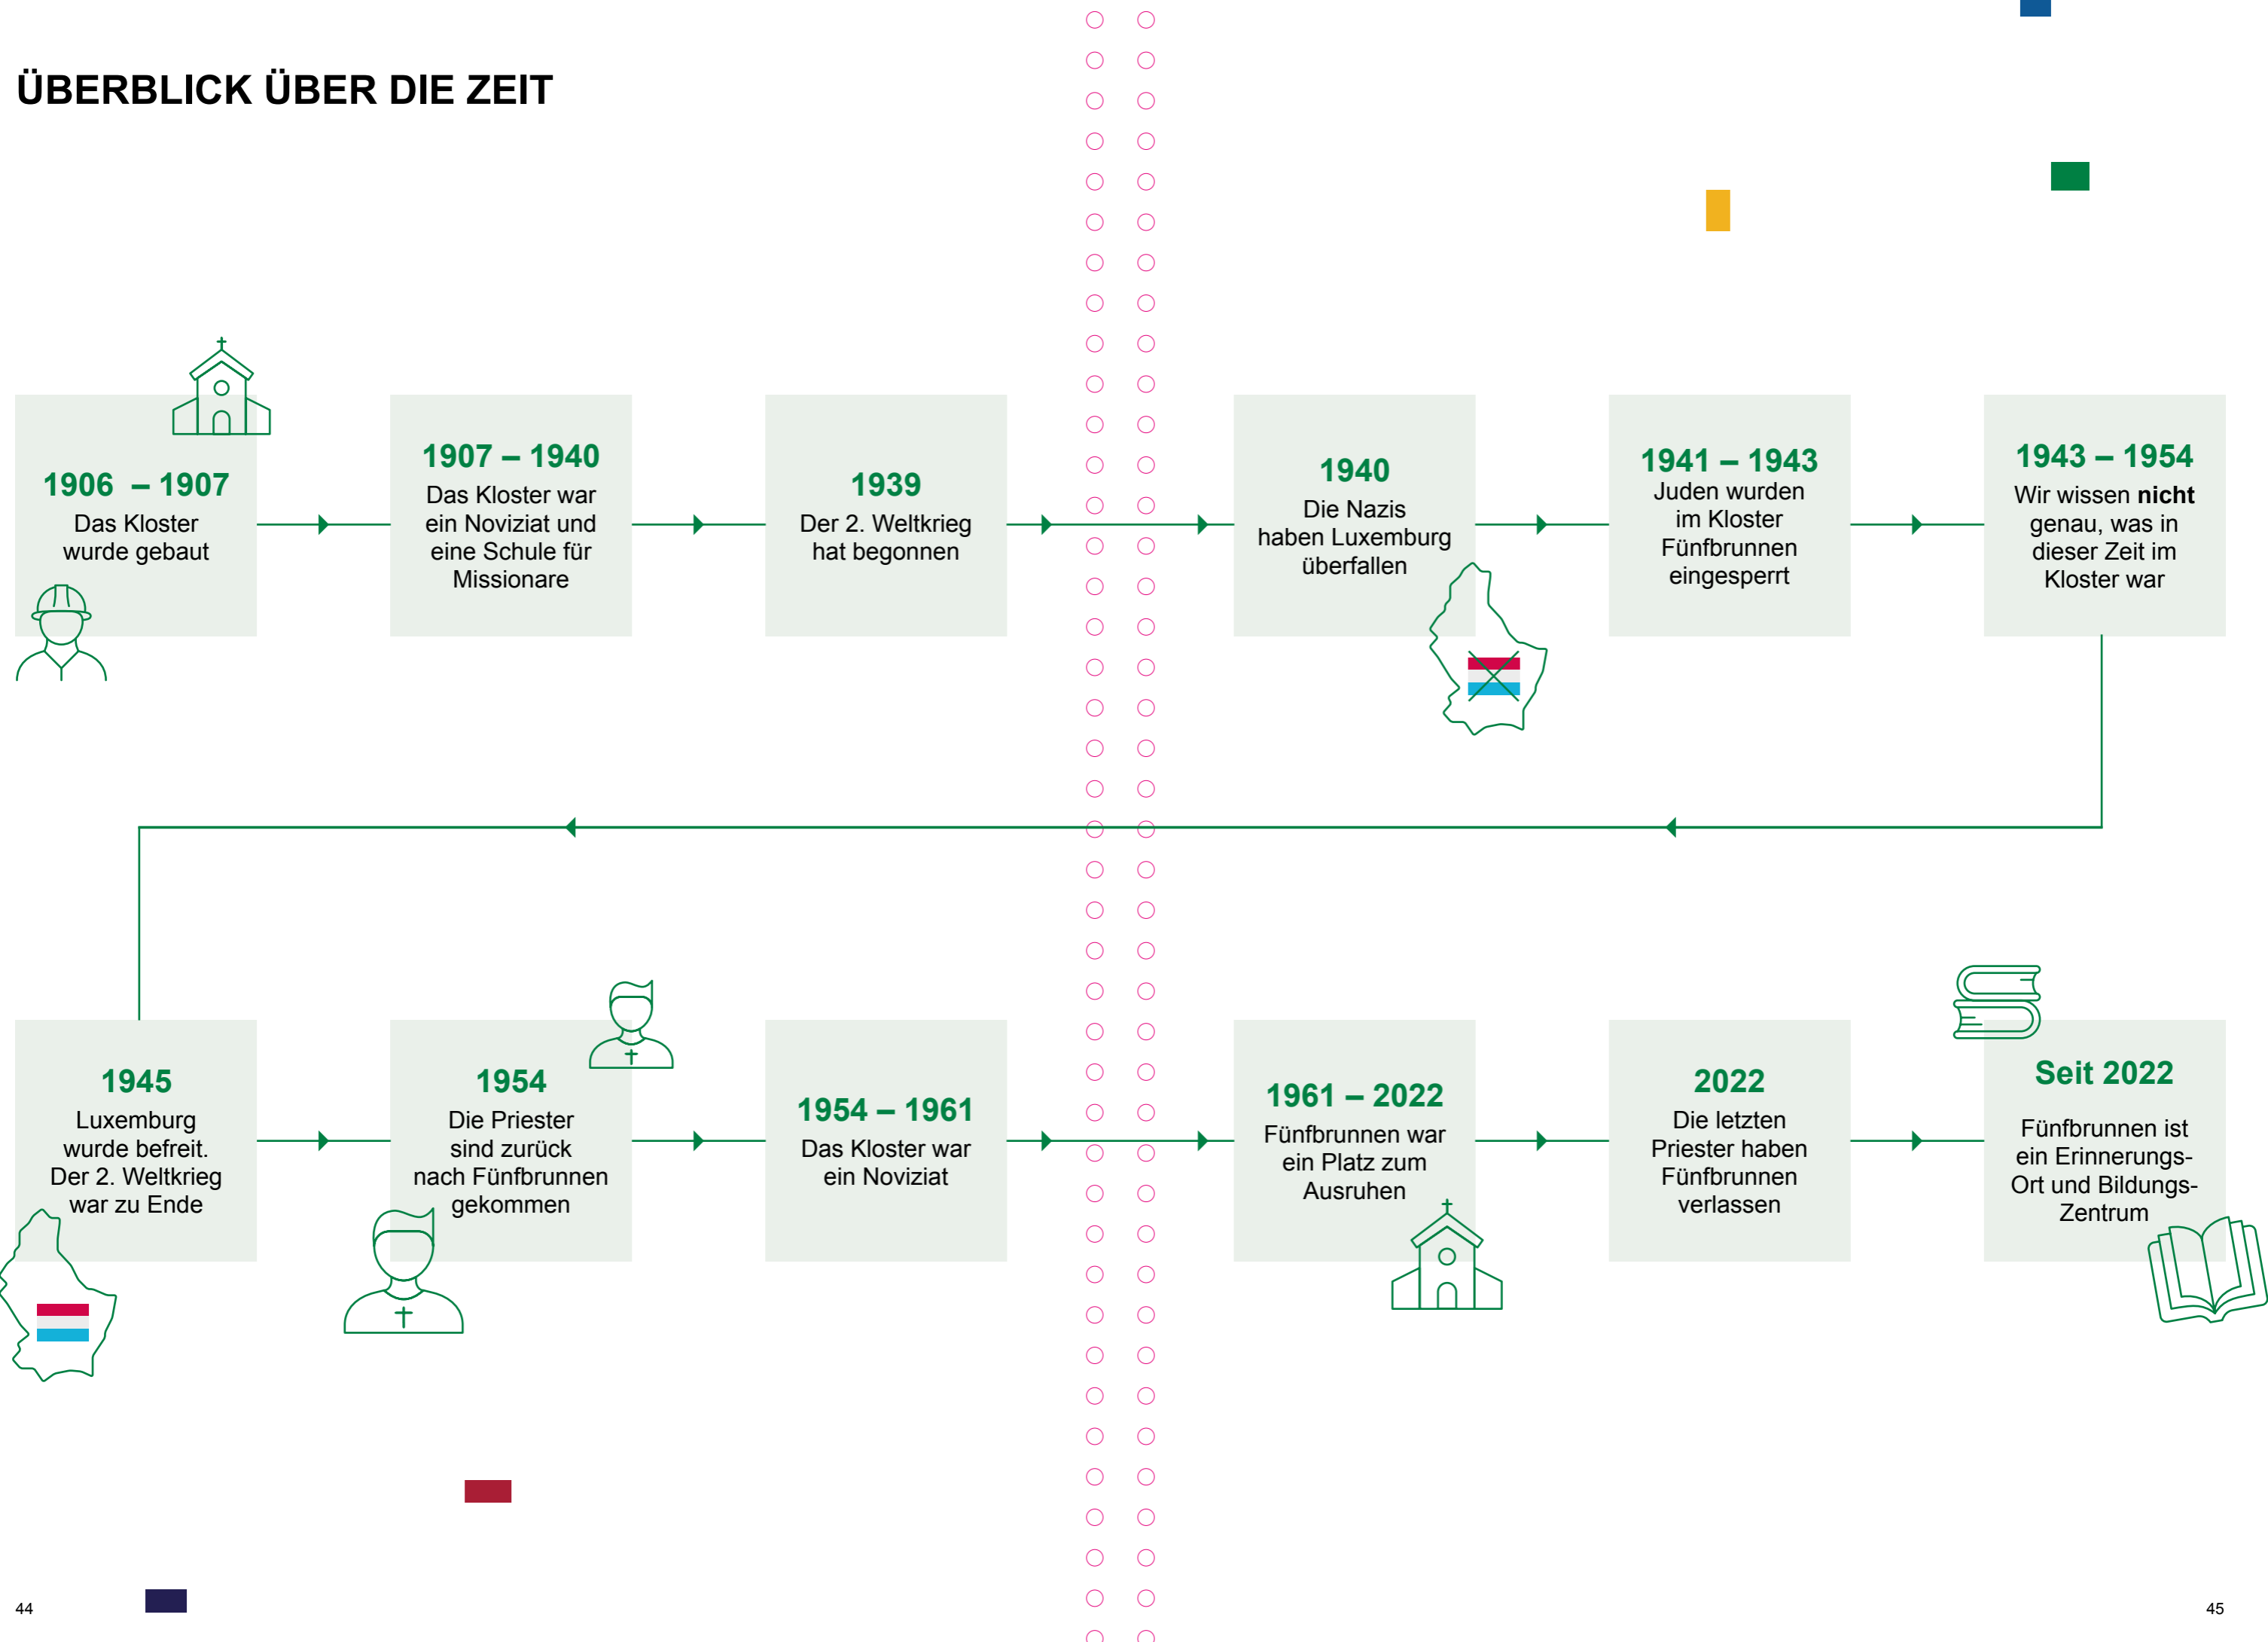 ÜBERBLICK ÜBER DIE ZEIT
1906 – 1907
Das Kloster
wurde gebaut
1907 – 1940
Das Kloster war
ein Noviziat und
eine Schule für
Missionare
1939
Der 2. Weltkrieg
hat begonnen
1940
Die Nazis
haben Luxemburg
überfallen
1941 – 1943
Juden wurden
im Kloster
Fünfbrunnen
eingesperrt
1943 – 1954
Wir wissen nicht
genau, was in
dieser Zeit im
Kloster war
1945
Luxemburg
wurde befreit.
Der 2. Weltkrieg
war zu Ende
1954
Die Priester
sind zurück
nach Fünfbrunnen
gekommen
1954 – 1961
Das Kloster war
ein Noviziat
1961 – 2022
Fünfbrunnen war
ein Platz zum
Ausruhen
2022
Die letzten
Priester haben
Fünfbrunnen
verlassen
Seit 2022
Fünfbrunnen ist
ein Erinnerungs-
Ort und Bildungs-
Zentrum
44
45